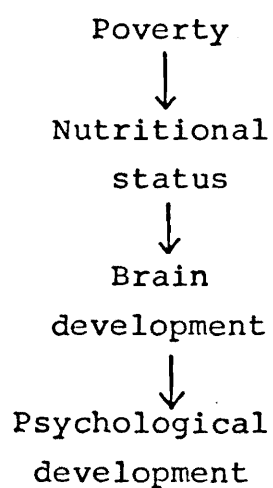 Poverty
Nutritional
status
Brain
development
Psychological
development